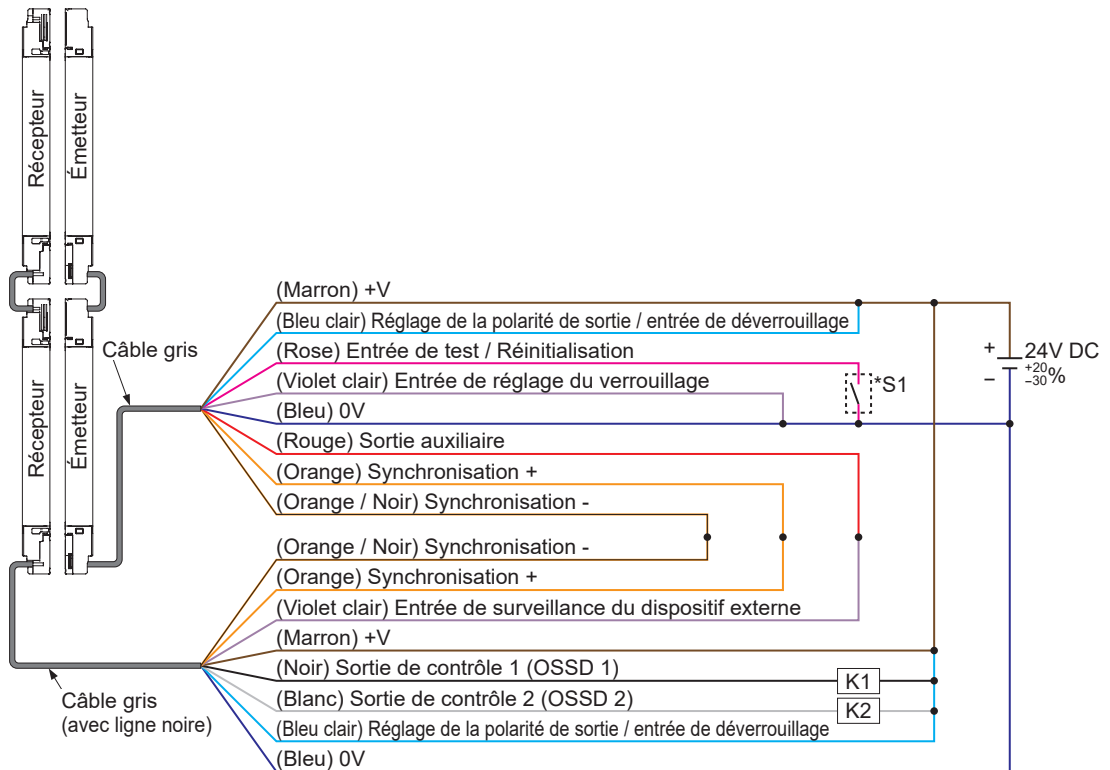 Récepteur
Émetteur
(Marron) +V
(Bleu clair) Réglage de la polarité de sortie / entrée de déverrouillage
Câble gris
(Rose) Entrée de test / Réinitialisation
+
24V DC
+20
−30 %
−
(Violet clair) Entrée de réglage du verrouillage
*S1
(Bleu) 0V
Récepteur
Émetteur
(Rouge) Sortie auxiliaire
(Orange) Synchronisation +
(Orange / Noir) Synchronisation -
(Orange / Noir) Synchronisation -
(Orange) Synchronisation +
(Violet clair) Entrée de surveillance du dispositif externe
(Marron) +V
(Noir) Sortie de contrôle 1 (OSSD 1)
K1
Câble gris
(avec ligne noire)
(Blanc) Sortie de contrôle 2 (OSSD 2)
K2
(Bleu clair) Réglage de la polarité de sortie / entrée de déverrouillage
(Bleu) 0V